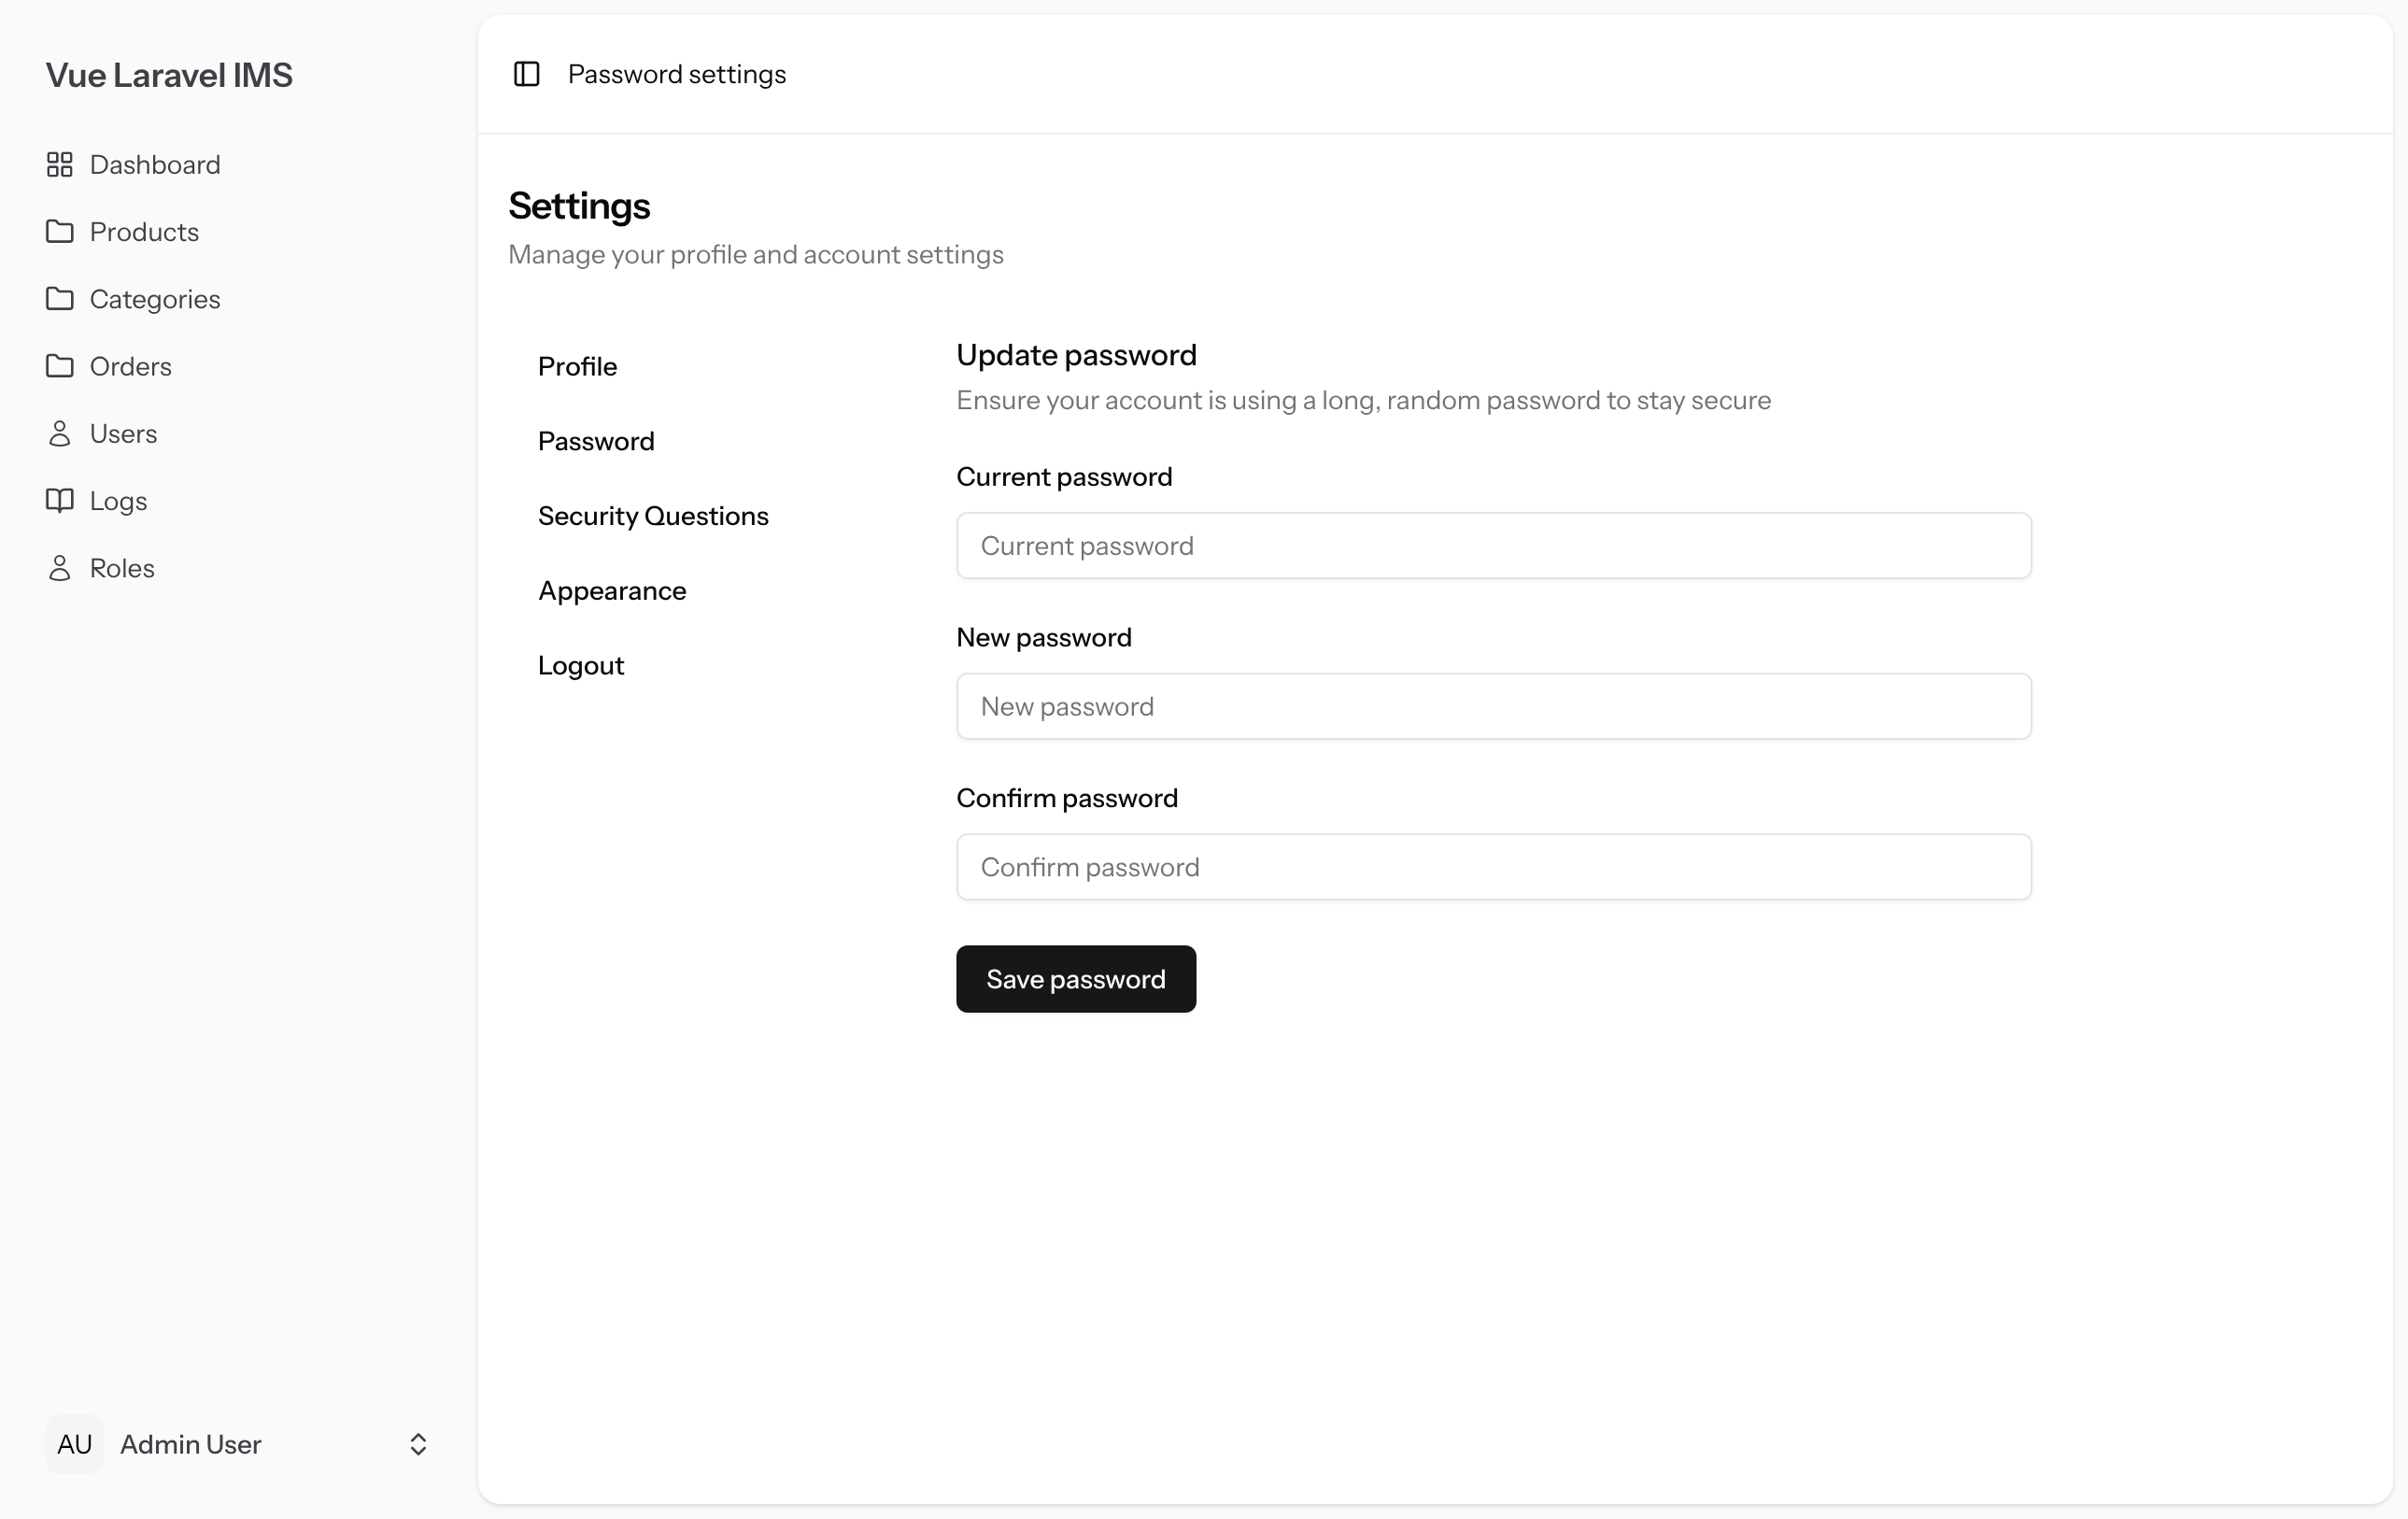 Vue Laravel IMS
Dashboard
Products
Categories
Orders
Users
Logs
Roles
AU
Admin User
Password settings
Settings
Manage your profile and account settings
Profile
Password
Security Questions
Appearance
Logout
Update password
Ensure your account is using a long, random password to stay secure
Current password
Current password
New password
New password
Confirm password
Confirm password
Save password